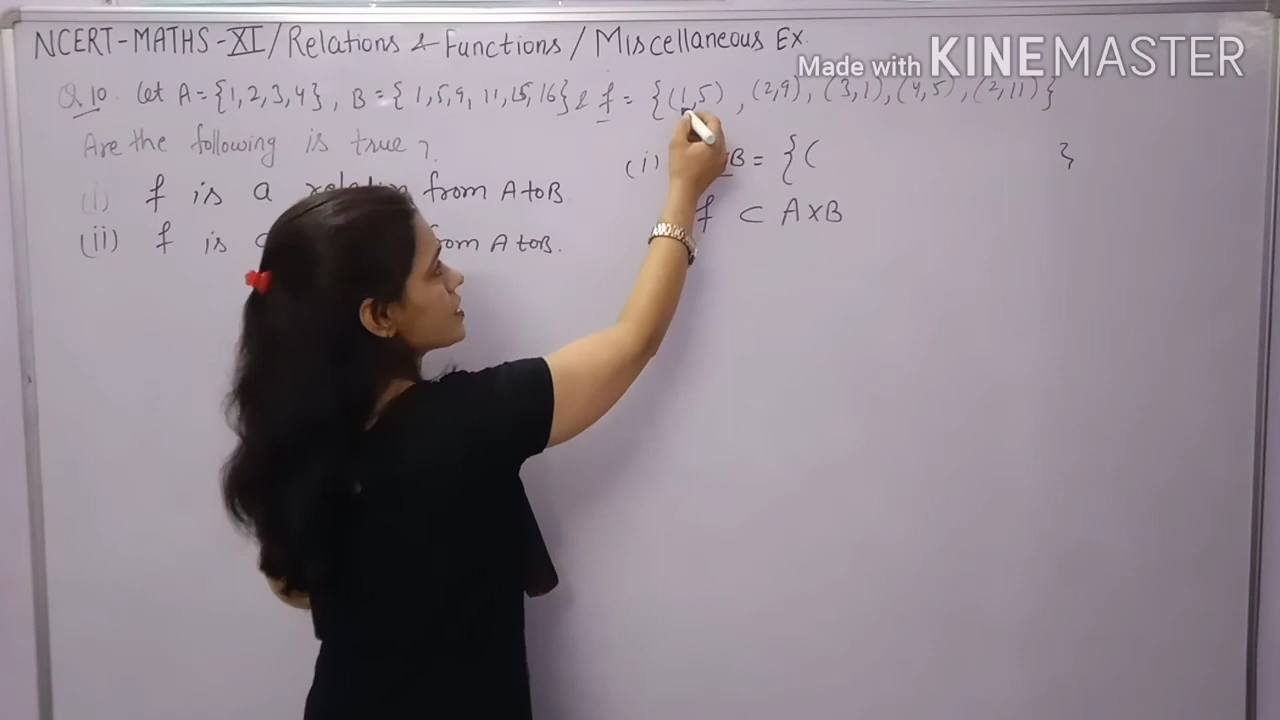 NCERT-MATHS-XI / Relations & Functions / Miscellaneous Ex.
Made with KINEMASTER
Q.10. Let A = {1,2,3,4}, B = {1,5,9,11,15,16} & f = {(1,5), (2,9), (3,1), (4,5), (2,11)}
Are the following is true?
(i) f is a from A to B
(ii) f is A to B.
(i) B = {( }
f ⊂ A×B